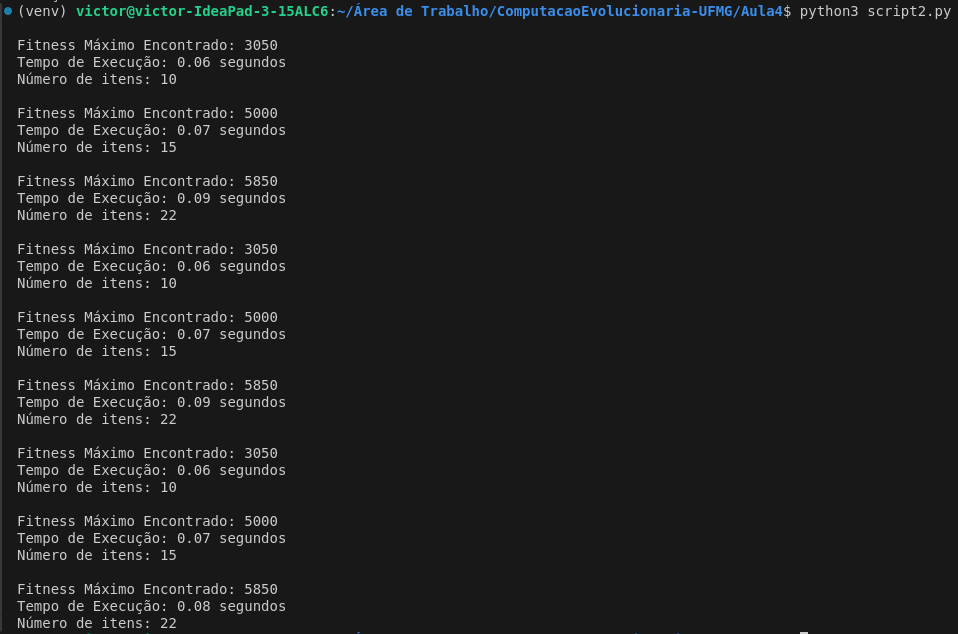 (venv) victor@victor-IdeaPad-3-15ALC6:~/Área de Trabalho/ComputacaoEvolucionaria-UFMG/Aula4$ python3 script2.py
Fitness Máximo Encontrado: 3050
Tempo de Execução: 0.06 segundos
Número de itens: 10
Fitness Máximo Encontrado: 5000
Tempo de Execução: 0.07 segundos
Número de itens: 15
Fitness Máximo Encontrado: 5850
Tempo de Execução: 0.09 segundos
Número de itens: 22
Fitness Máximo Encontrado: 3050
Tempo de Execução: 0.06 segundos
Número de itens: 10
Fitness Máximo Encontrado: 5000
Tempo de Execução: 0.07 segundos
Número de itens: 15
Fitness Máximo Encontrado: 5850
Tempo de Execução: 0.09 segundos
Número de itens: 22
Fitness Máximo Encontrado: 3050
Tempo de Execução: 0.06 segundos
Número de itens: 10
Fitness Máximo Encontrado: 5000
Tempo de Execução: 0.07 segundos
Número de itens: 15
Fitness Máximo Encontrado: 5850
Tempo de Execução: 0.08 segundos
Número de itens: 22